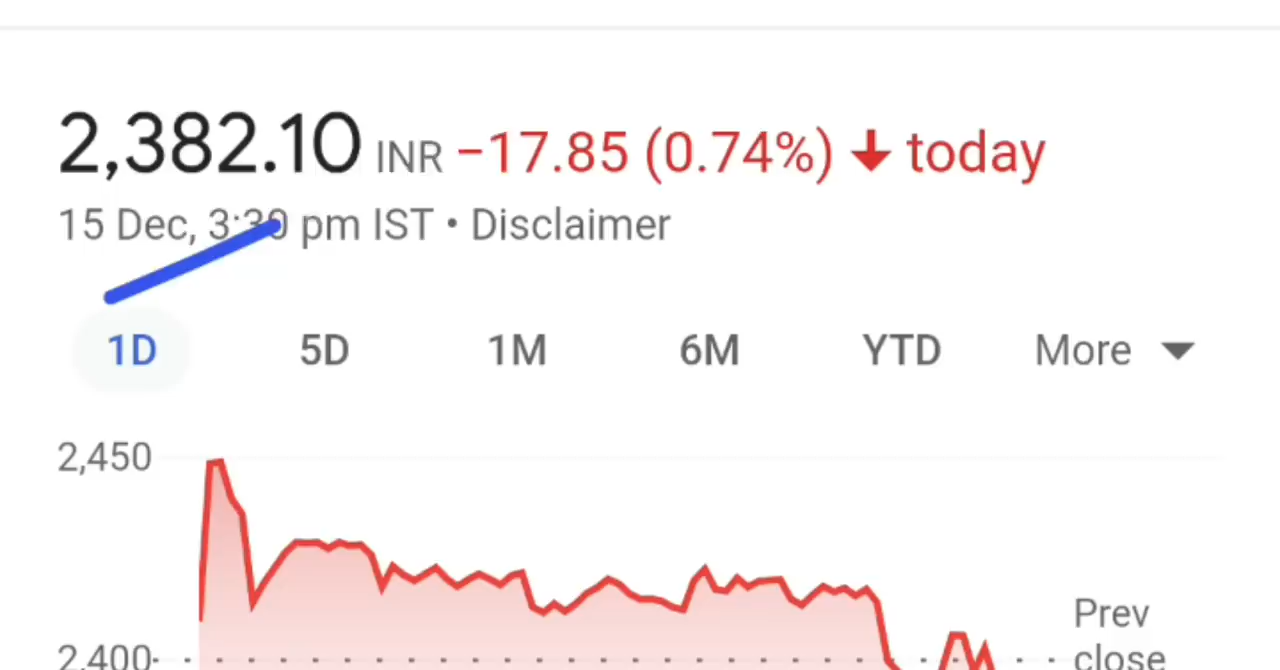 2,382.10 INR −17.85 (0.74%) ↓ today
15 Dec, 3:30 pm IST • Disclaimer
1D 5D 1M 6M YTD More
2,450
Prev
2,400 close